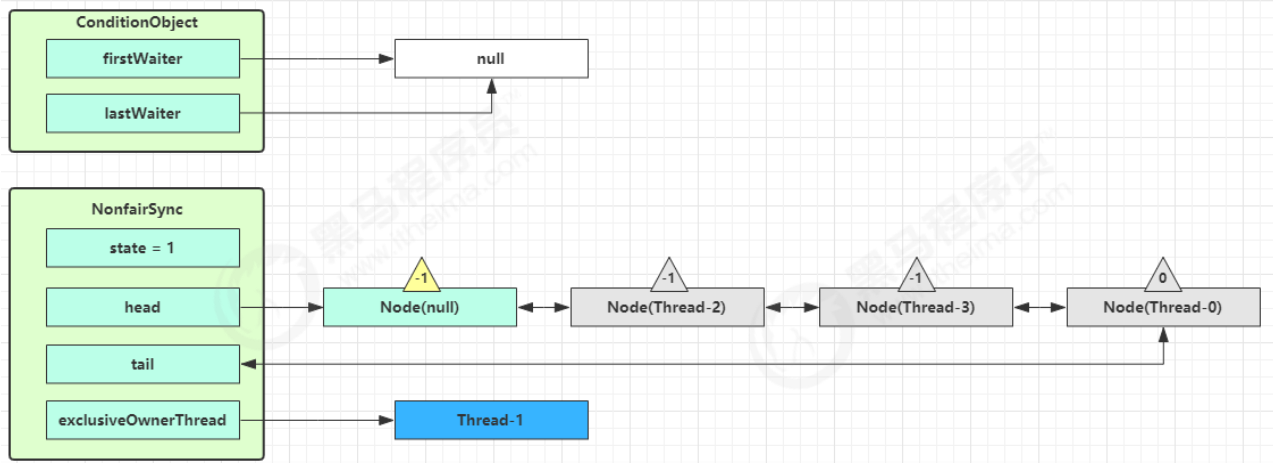 ConditionObject
firstWaiter
null
lastWaiter
NonfairSync
state = 1
-1
-1
-1
0
head
Node(null)
Node(Thread-2)
Node(Thread-3)
Node(Thread-0)
tail
exclusiveOwnerThread
Thread-1
黑马程序员
www.itheima.com
黑马程序员
www.itheima.com